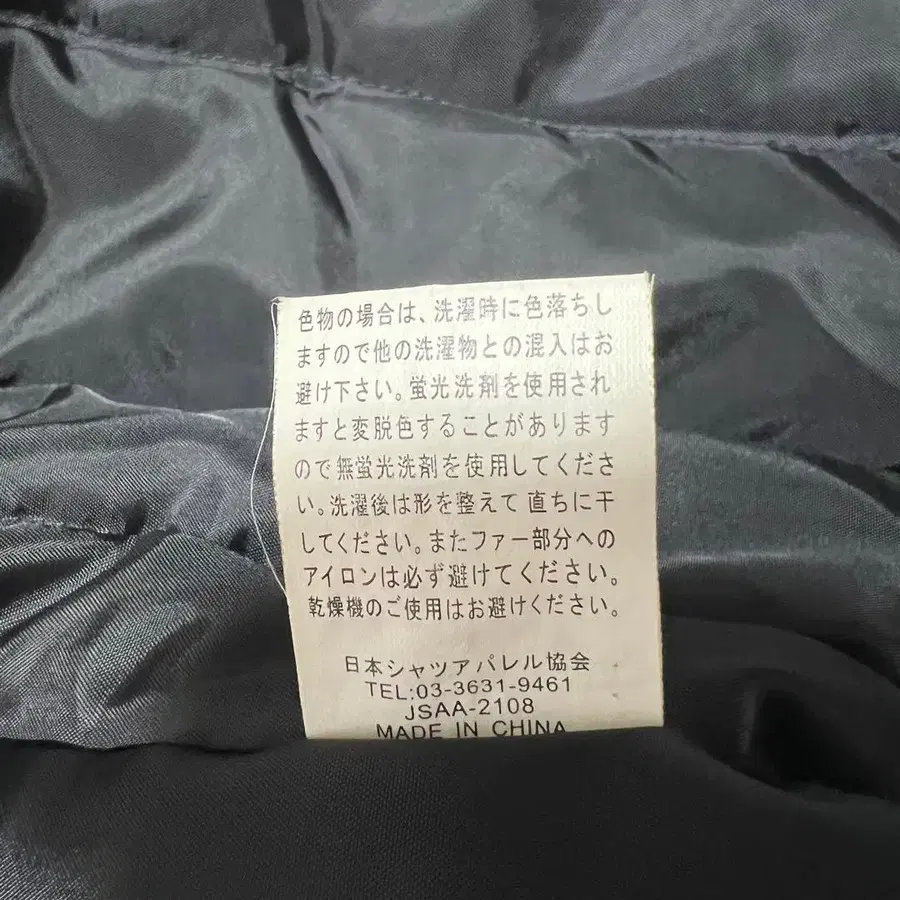 色物の場合は、洗濯時に色落ちし
ますので他の洗濯物との混入はお
避け下さい。蛍光洗剤を使用され
ますと変脱色することがあります
ので無蛍光洗剤を使用してくださ
い。洗濯後は形を整えて直ちに干
してください。またファー部分への
アイロンは必ず避けてください。
乾燥機のご使用はお避けください。
日本シャツアパレル協会
TEL:03-3631-9461
JSAA-2108
MADE IN CHINA